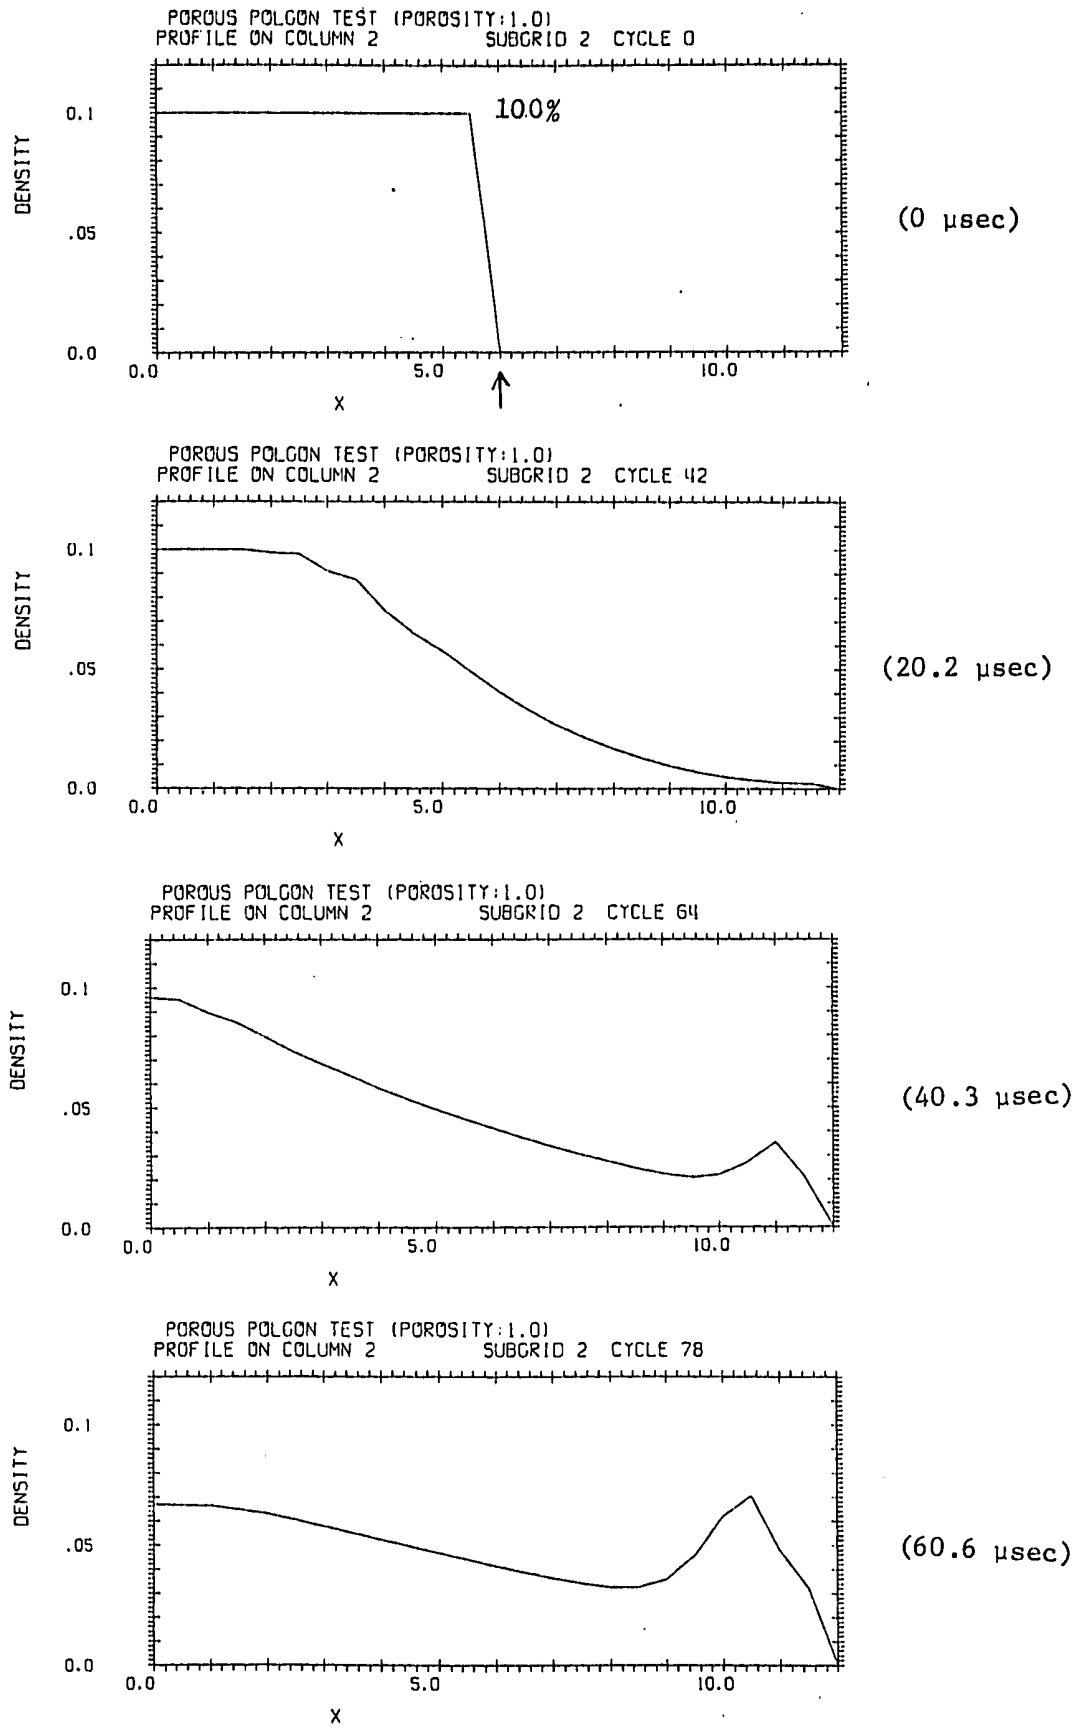 POROUS POLGON TEST (POROSITY:1.0)
PROFILE ON COLUMN 2 SUBGRID 2 CYCLE 0
100%
DENSITY
0.1
.05
0.0
0.0 5.0 10.0
X
(0 μsec)
POROUS POLGON TEST (POROSITY:1.0)
PROFILE ON COLUMN 2 SUBGRID 2 CYCLE 42
DENSITY
0.1
.05
0.0
0.0 5.0 10.0
X
(20.2 μsec)
POROUS POLGON TEST (POROSITY:1.0)
PROFILE ON COLUMN 2 SUBGRID 2 CYCLE 64
DENSITY
0.1
.05
0.0
0.0 5.0 10.0
X
(40.3 μsec)
POROUS POLGON TEST (POROSITY:1.0)
PROFILE ON COLUMN 2 SUBGRID 2 CYCLE 78
DENSITY
0.1
.05
0.0
0.0 5.0 10.0
X
(60.6 μsec)